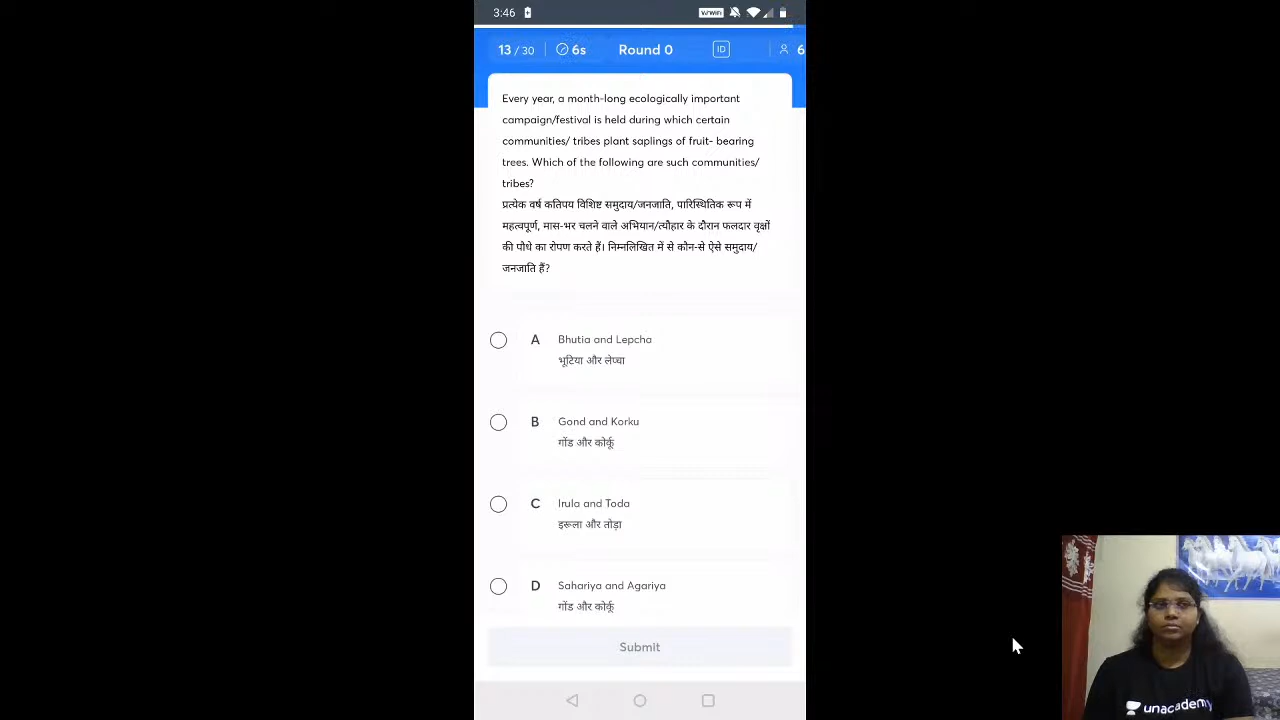 3:46
VoWiFi
13 / 30
6s
Round 0
ID
6
Every year, a month-long ecologically important
campaign/festival is held during which certain
communities/ tribes plant saplings of fruit- bearing
trees. Which of the following are such communities/
tribes?
प्रत्येक वर्ष कतिपय विशिष्ट समुदाय/जनजाति, पारिस्थितिक रूप में
महत्वपूर्ण, मास-भर चलने वाले अभियान/त्यौहार के दौरान फलदार वृक्षों
की पौधे का रोपण करते हैं। निम्नलिखित में से कौन-से ऐसे समुदाय/
जनजाति हैं?
A
Bhutia and Lepcha
भूटिया और लेप्चा
B
Gond and Korku
गोंड और कोर्कू
C
Irula and Toda
इरूला और तोड़ा
D
Sahariya and Agariya
गोंड और कोर्कू
Submit
unacademy